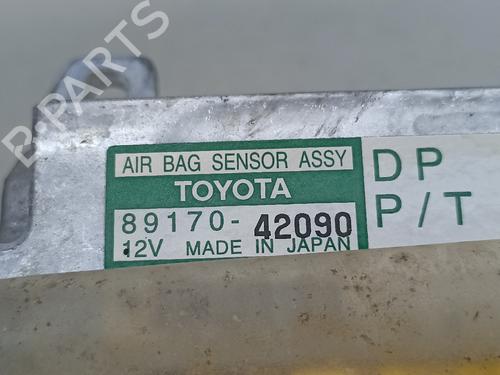 AIR BAG SENSOR ASSY
TOYOTA
89170-42090
12V MADE IN JAPAN
DP
P/T
B-PARTS